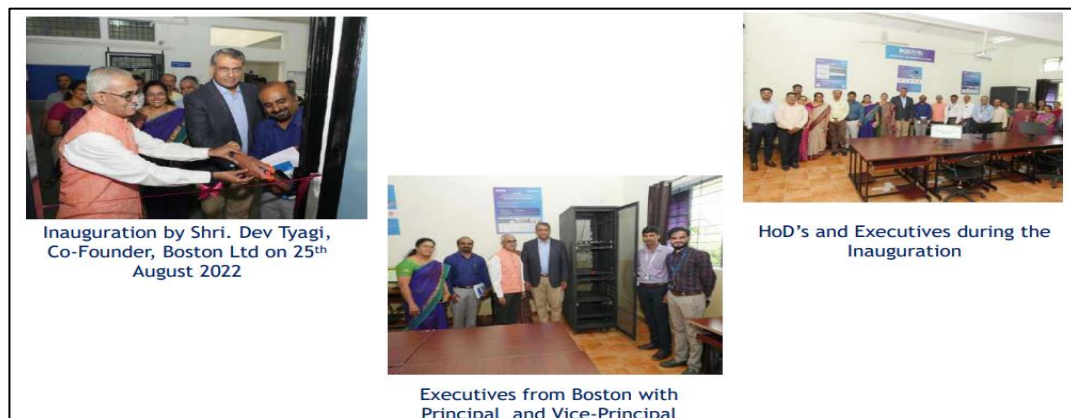 Inauguration by Shri. Dev Tyagi,
Co-Founder, Boston Ltd on 25th
August 2022
BOSTON
HoD's and Executives during the
Inauguration
Executives from Boston with
Principal and Vice-Principal